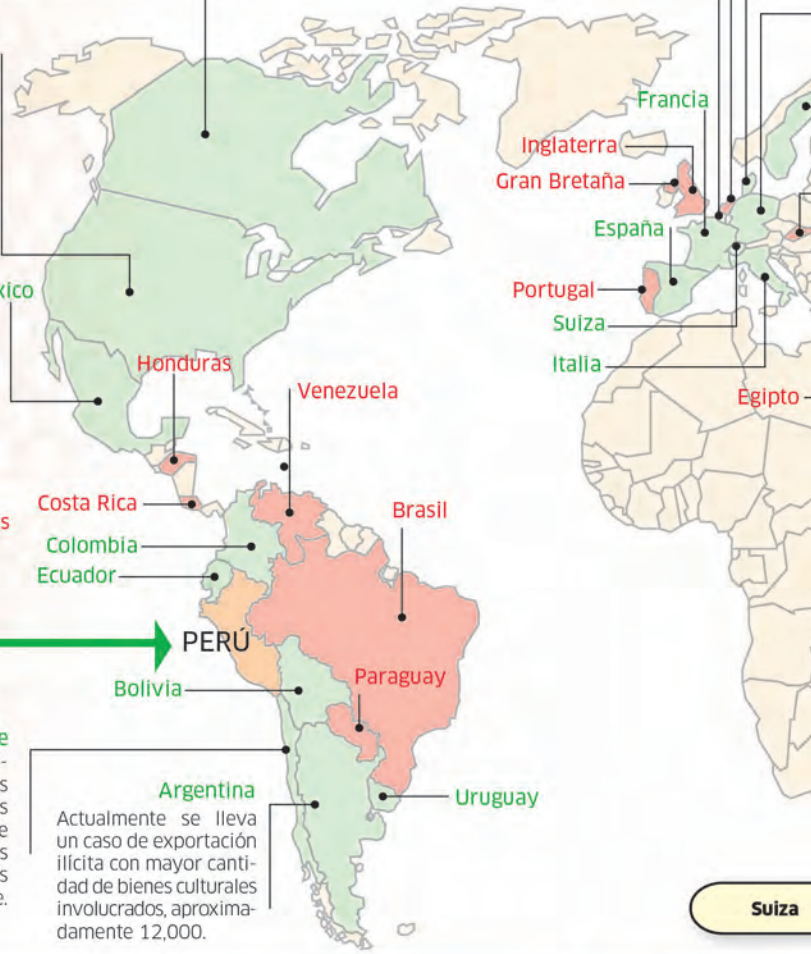 Francia
Inglaterra
Gran Bretaña
España
Portugal
Suiza
Italia
Egipto
xico
Honduras
Venezuela
Costa Rica
Brasil
s
Colombia
Ecuador
PERÚ
Bolivia
Paraguay
e
-
s
s
e
s
s
e.
Argentina
Actualmente se lleva
un caso de exportación
ilícita con mayor canti-
dad de bienes culturales
involucrados, aproxima-
damente 12,000.
Uruguay
Suiza